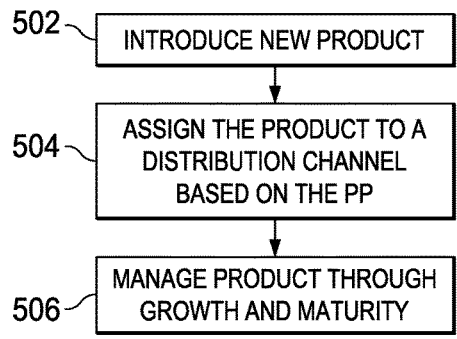 502
INTRODUCE NEW PRODUCT
504
ASSIGN THE PRODUCT TO A
DISTRIBUTION CHANNEL
BASED ON THE PP
506
MANAGE PRODUCT THROUGH
GROWTH AND MATURITY